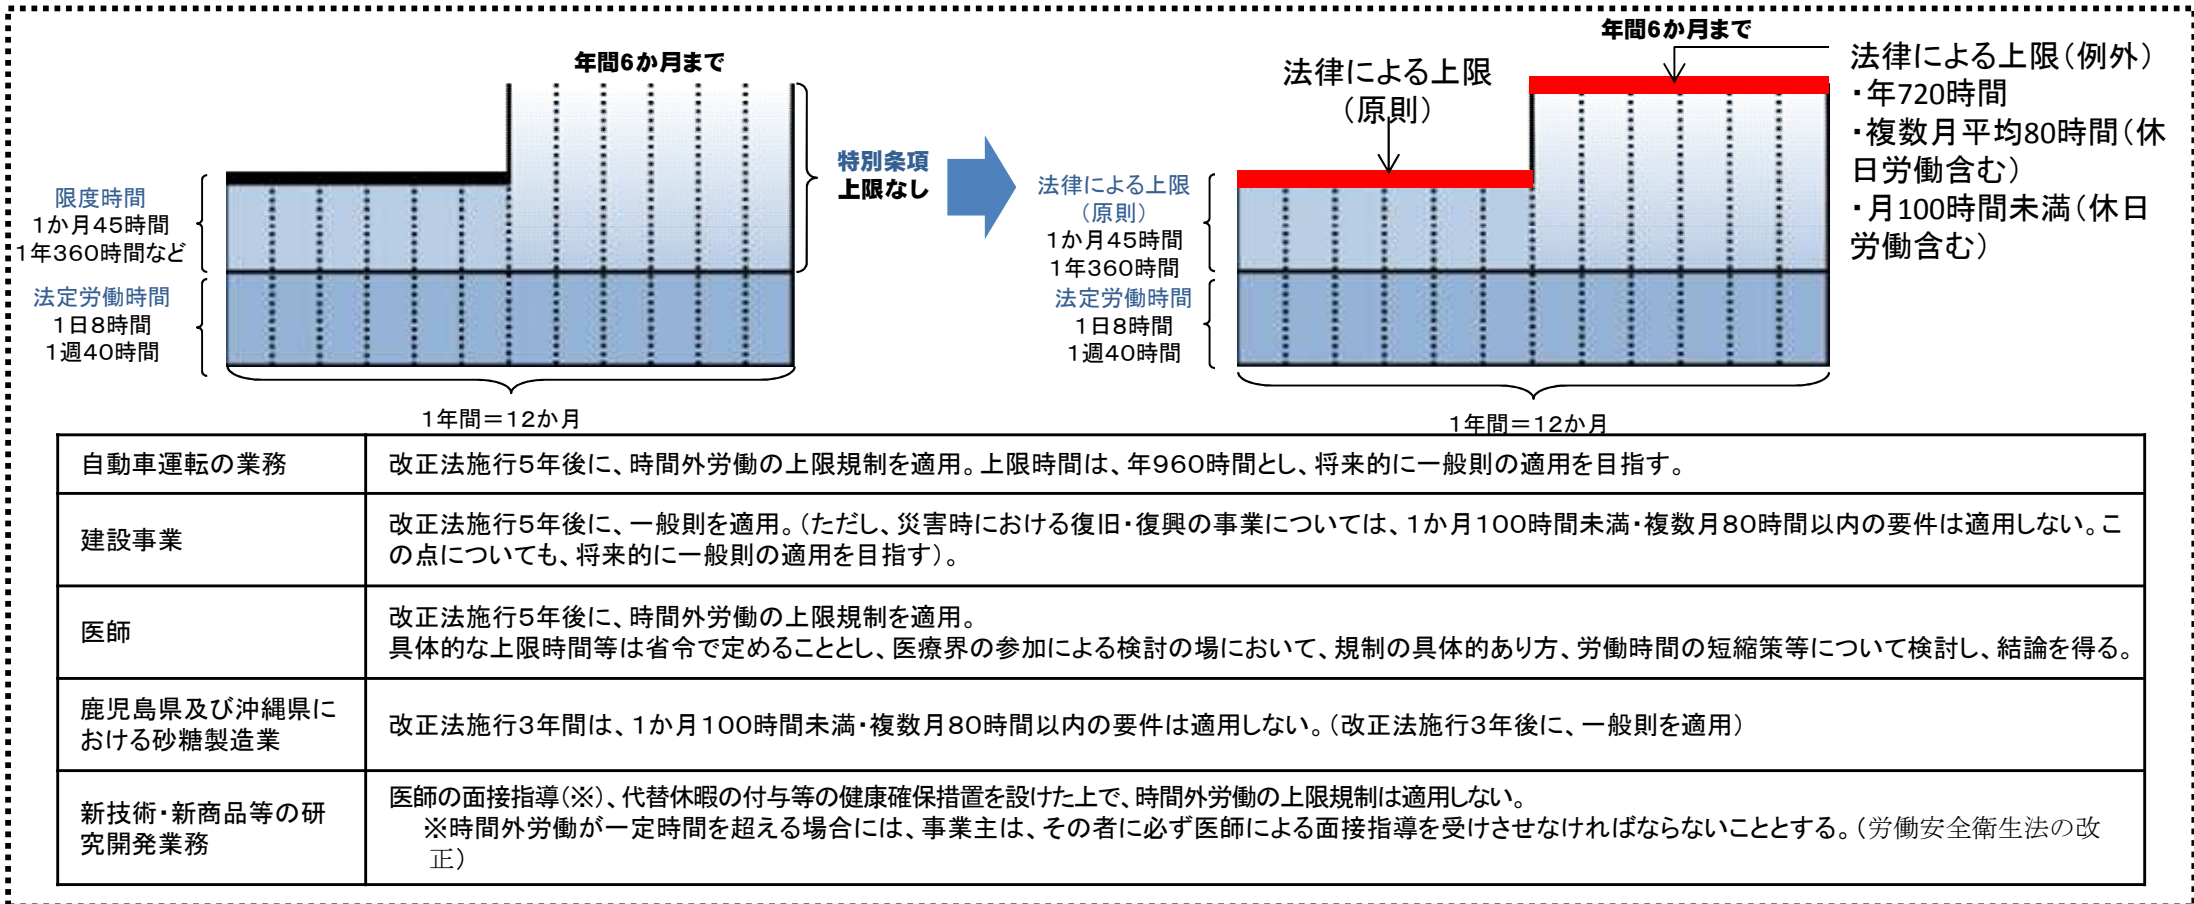 年間6か月まで
限度時間
1か月45時間
1年360時間など
法定労働時間
1日8時間
1週40時間
特別条項
上限なし
1年間＝12か月
年間6か月まで
法律による上限
（原則）
法律による上限（例外）
・年720時間
・複数月平均80時間（休
日労働含む）
・月100時間未満（休日
労働含む）
法律による上限
（原則）
1か月45時間
1年360時間
法定労働時間
1日8時間
1週40時間
1年間＝12か月
自動車運転の業務
改正法施行5年後に、時間外労働の上限規制を適用。上限時間は、年960時間とし、将来的に一般則の適用を目指す。
建設事業
改正法施行5年後に、一般則を適用。（ただし、災害時における復旧・復興の事業については、1か月100時間未満・複数月80時間以内の要件は適用しない。こ
の点についても、将来的に一般則の適用を目指す）。
医師
改正法施行5年後に、時間外労働の上限規制を適用。
具体的な上限時間等は省令で定めることとし、医療界の参加による検討の場において、規制の具体的あり方、労働時間の短縮策等について検討し、結論を得る。
鹿児島県及び沖縄県に
おける砂糖製造業
改正法施行3年間は、1か月100時間未満・複数月80時間以内の要件は適用しない。（改正法施行3年後に、一般則を適用）
新技術・新商品等の研
究開発業務
医師の面接指導（※）、代替休暇の付与等の健康確保措置を設けた上で、時間外労働の上限規制は適用しない。
※時間外労働が一定時間を超える場合には、事業主は、その者に必ず医師による面接指導を受けさせなければならないこととする。（労働安全衛生法の改
正）